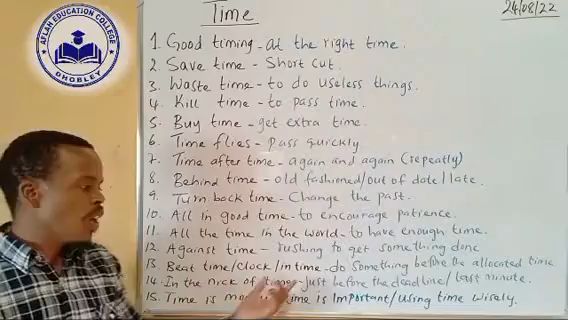 Time
24/08/22
AFLAH EDUCATION COLLEGE
DHOBLEY
1. Good timing - at the right time.
2. Save time - Short cut.
3. Waste time - to do useless things.
4. Kill time - to pass time.
5. Buy time - get extra time.
6. Time flies - pass quickly.
7. Time after time - again and again (repeatly)
8. Behind time - old fashioned/out of date/late.
9. Turn back time - Change the past.
10. All in good time - to encourage patience.
11. All the time in the world - to have enough time.
12. Against time - rushing to get something done
13. Beat time/clock/in time - do something before the allocated time
14. In the nick of time - just before the deadline/last minute.
15. Time is time is Important/using time wisely.